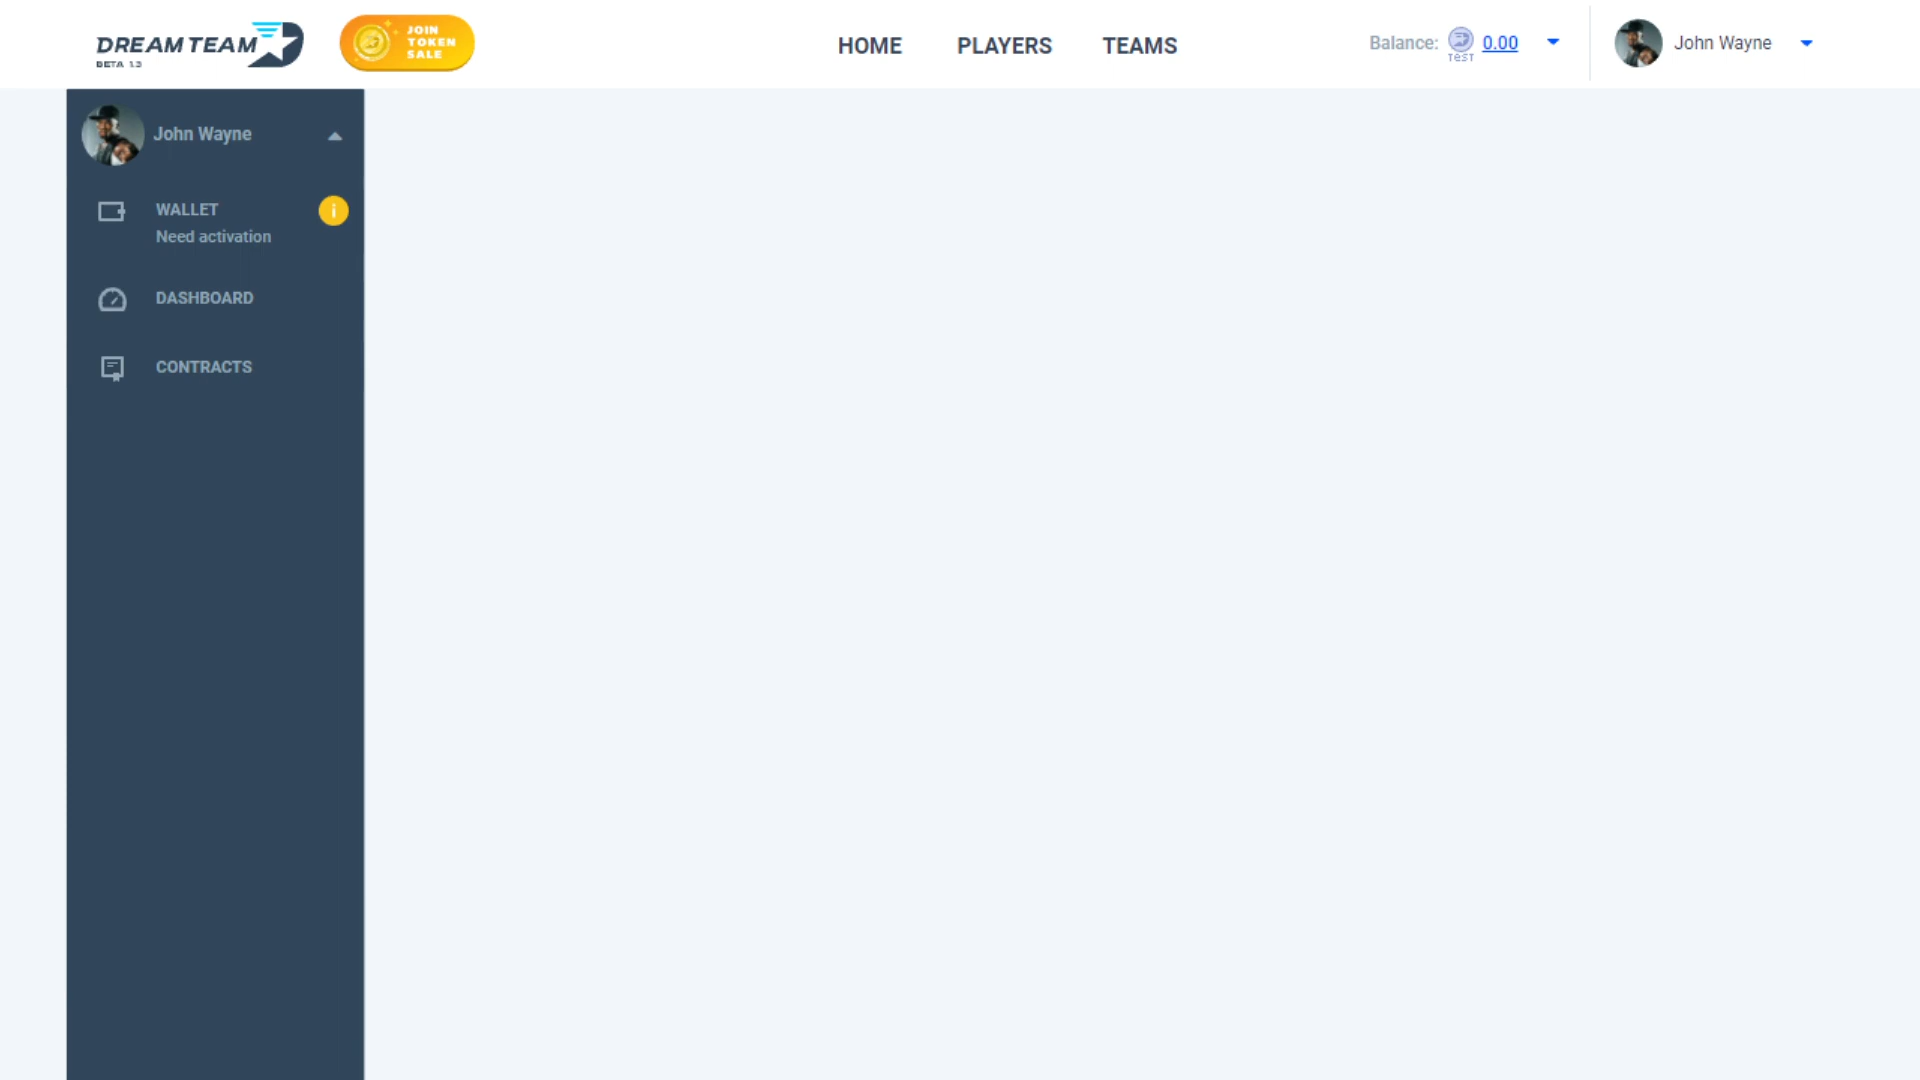 DREAM TEAM
BETA 1.3
JOIN
TOKEN
SALE
HOME
PLAYERS
TEAMS
Balance:
TEST
0.00
John Wayne
John Wayne
WALLET
i
Need activation
DASHBOARD
CONTRACTS